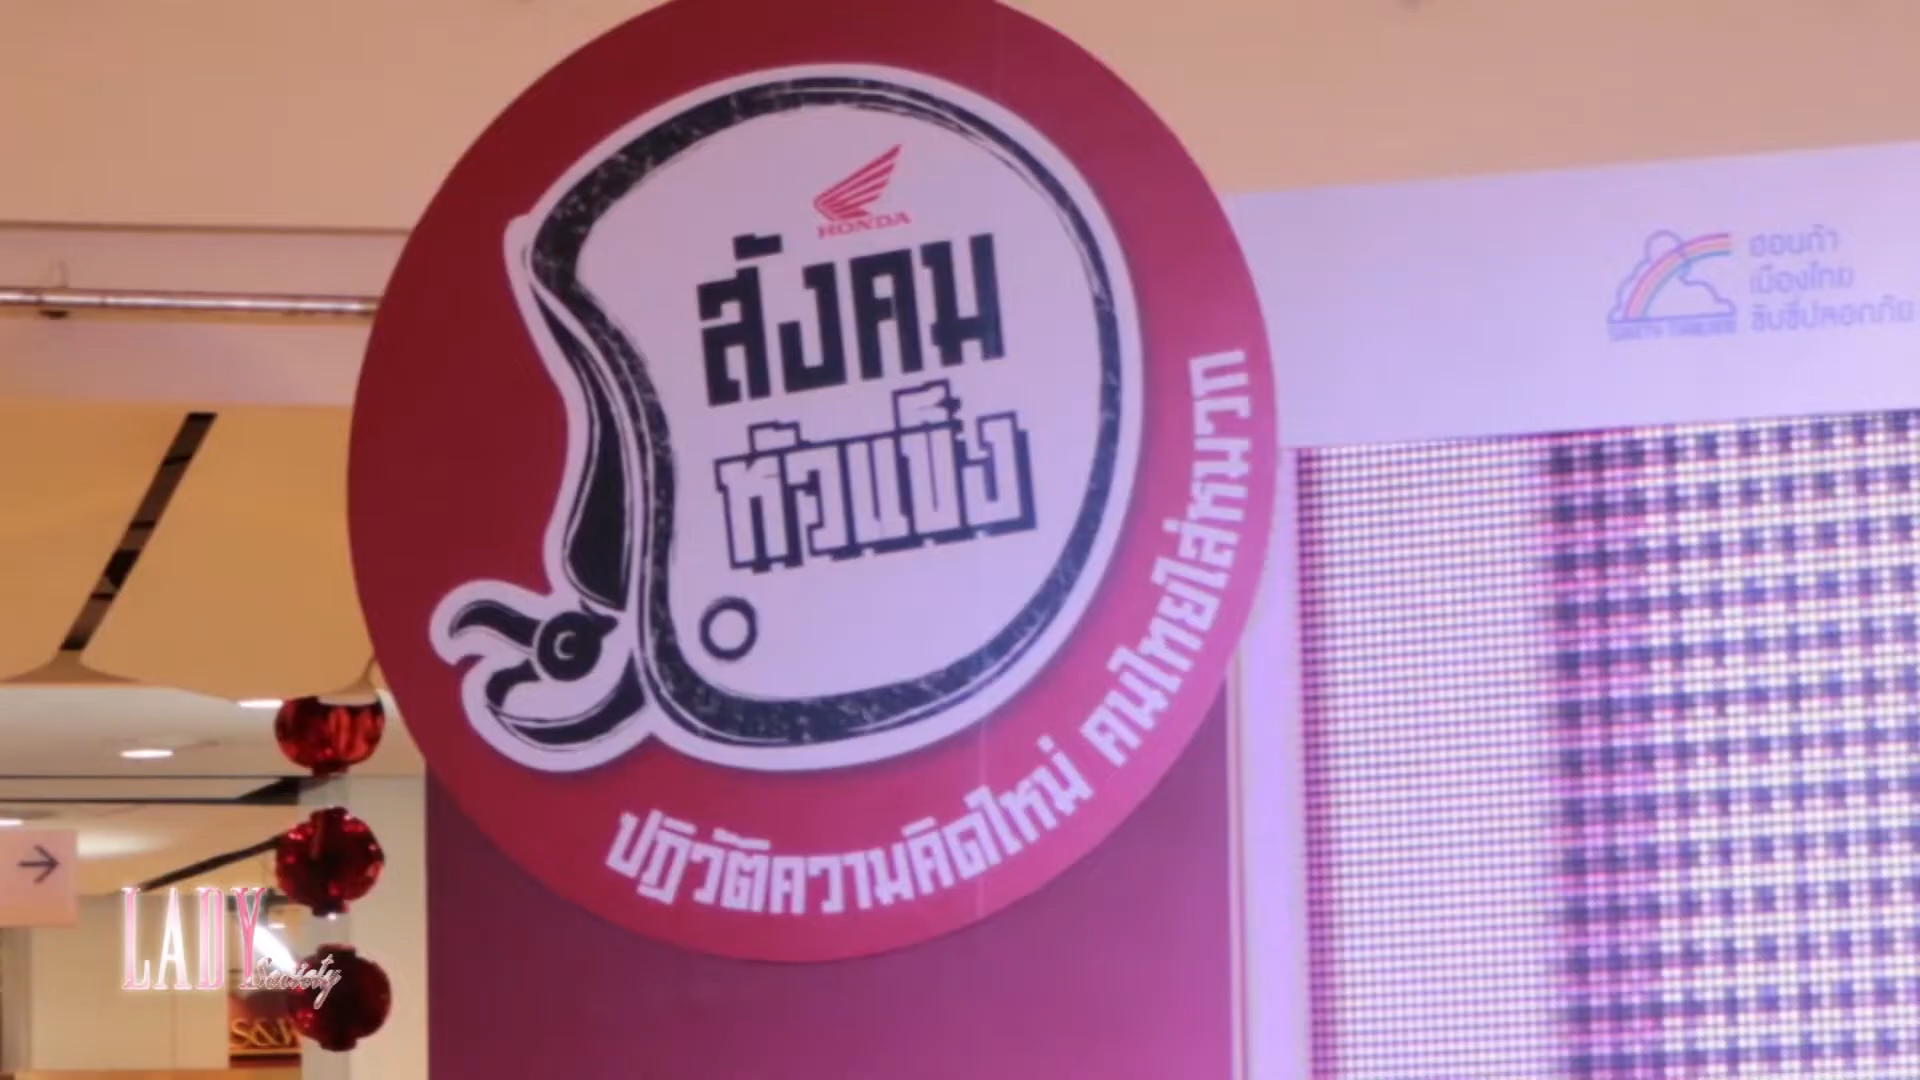 HONDA
สังคม
หัวแข็ง
ปฏิวัติความคิดใหม่ คนไทยใส่หมวก
ฮอนด้า
เมืองไทย
ขับขี่ปลอดภัย
LADY
Society